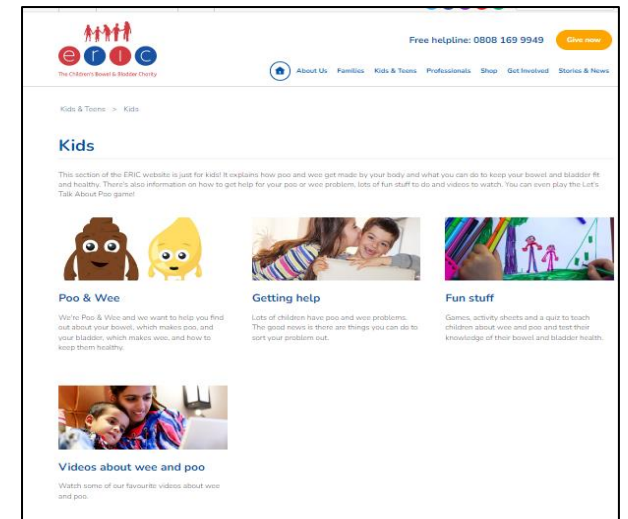 eric
The Children's Bowel & Bladder Charity
Free helpline: 0808 169 9949
Give now
About Us Families Kids & Teens Professionals Shop Get Involved Stories & News
Kids & Teens > Kids
Kids
This section of the ERIC website is just for kids! It explains how poo and wee get made by your body and what you can do to keep your bowel and bladder fit
and healthy. There's also information on how to get help for your poo or wee problem, lots of fun stuff to do and videos to watch. You can even play the Let's
Talk About Poo game!
Poo & Wee
We're Poo & Wee and we want to help you find
out about your bowel, which makes poo, and
your bladder, which makes wee, and how to
keep them healthy.
Getting help
Lots of children have poo and wee problems.
The good news is there are things you can do to
sort your problem out.
Fun stuff
Games, activity sheets and a quiz to teach
children about wee and poo and test their
knowledge of their bowel and bladder health.
Videos about wee and poo
Watch some of our favourite videos about wee
and poo.